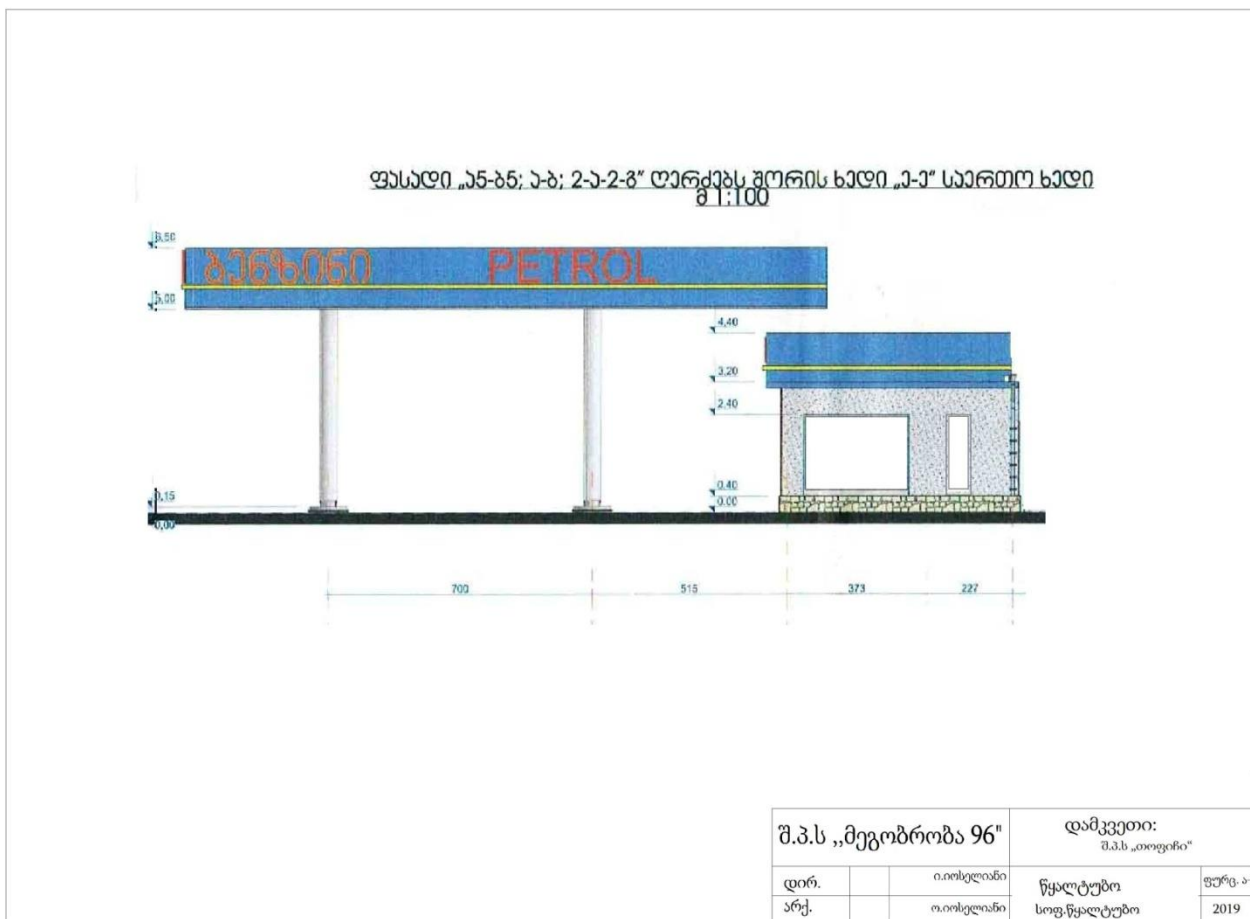 ფასადი „ა5-ბ5; ა-ბ; 2-ა-2-გ“ ღერძებს შორის ხედი „ე-ე“ საერთო ხედი
მ 1:100
6,50
ბენზინი PETROL
5,00
4,40
3,20
2,40
0,15
0,40
0,00
0,00
700 515 373 227
შ.პ.ს ,,მეგობრობა 96" დამკვეთი:
შ.პ.ს „თოფიჩი“
დირ. ი.იოსელიანი წყალტუბო ფურც. ა-
არქ. ო.იოსელიანი სოფ.წყალტუბო 2019